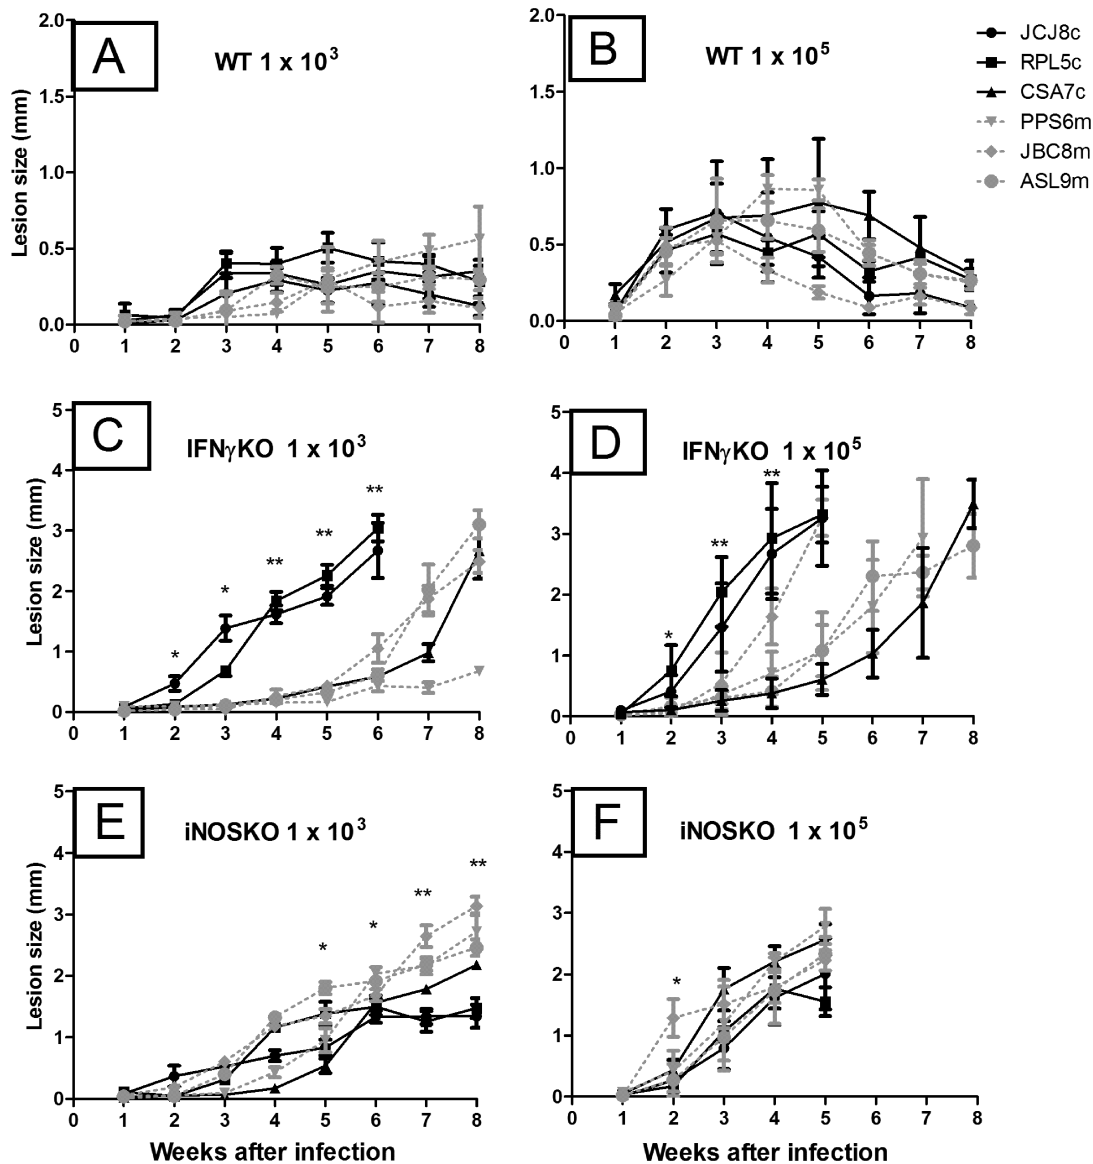 A
WT 1 x 10³
2.0
1.5
1.0
0.5
0.0
Lesion size (mm)
0 1 2 3 4 5 6 7 8
B
WT 1 x 10⁵
2.0
1.5
1.0
0.5
0.0
0 1 2 3 4 5 6 7 8
JCJ8c
RPL5c
CSA7c
PPS6m
JBC8m
ASL9m
C
IFNγKO 1 x 10³
5
4
3
2
1
0
Lesion size (mm)
* * ** ** **
0 1 2 3 4 5 6 7 8
D
IFNγKO 1 x 10⁵
5
4
3
2
1
0
* ** **
0 1 2 3 4 5 6 7 8
E
iNOSKO 1 x 10³
5
4
3
2
1
0
Lesion size (mm)
* * ** **
0 1 2 3 4 5 6 7 8
Weeks after infection
F
iNOSKO 1 x 10⁵
5
4
3
2
1
0
*
0 1 2 3 4 5 6 7 8
Weeks after infection